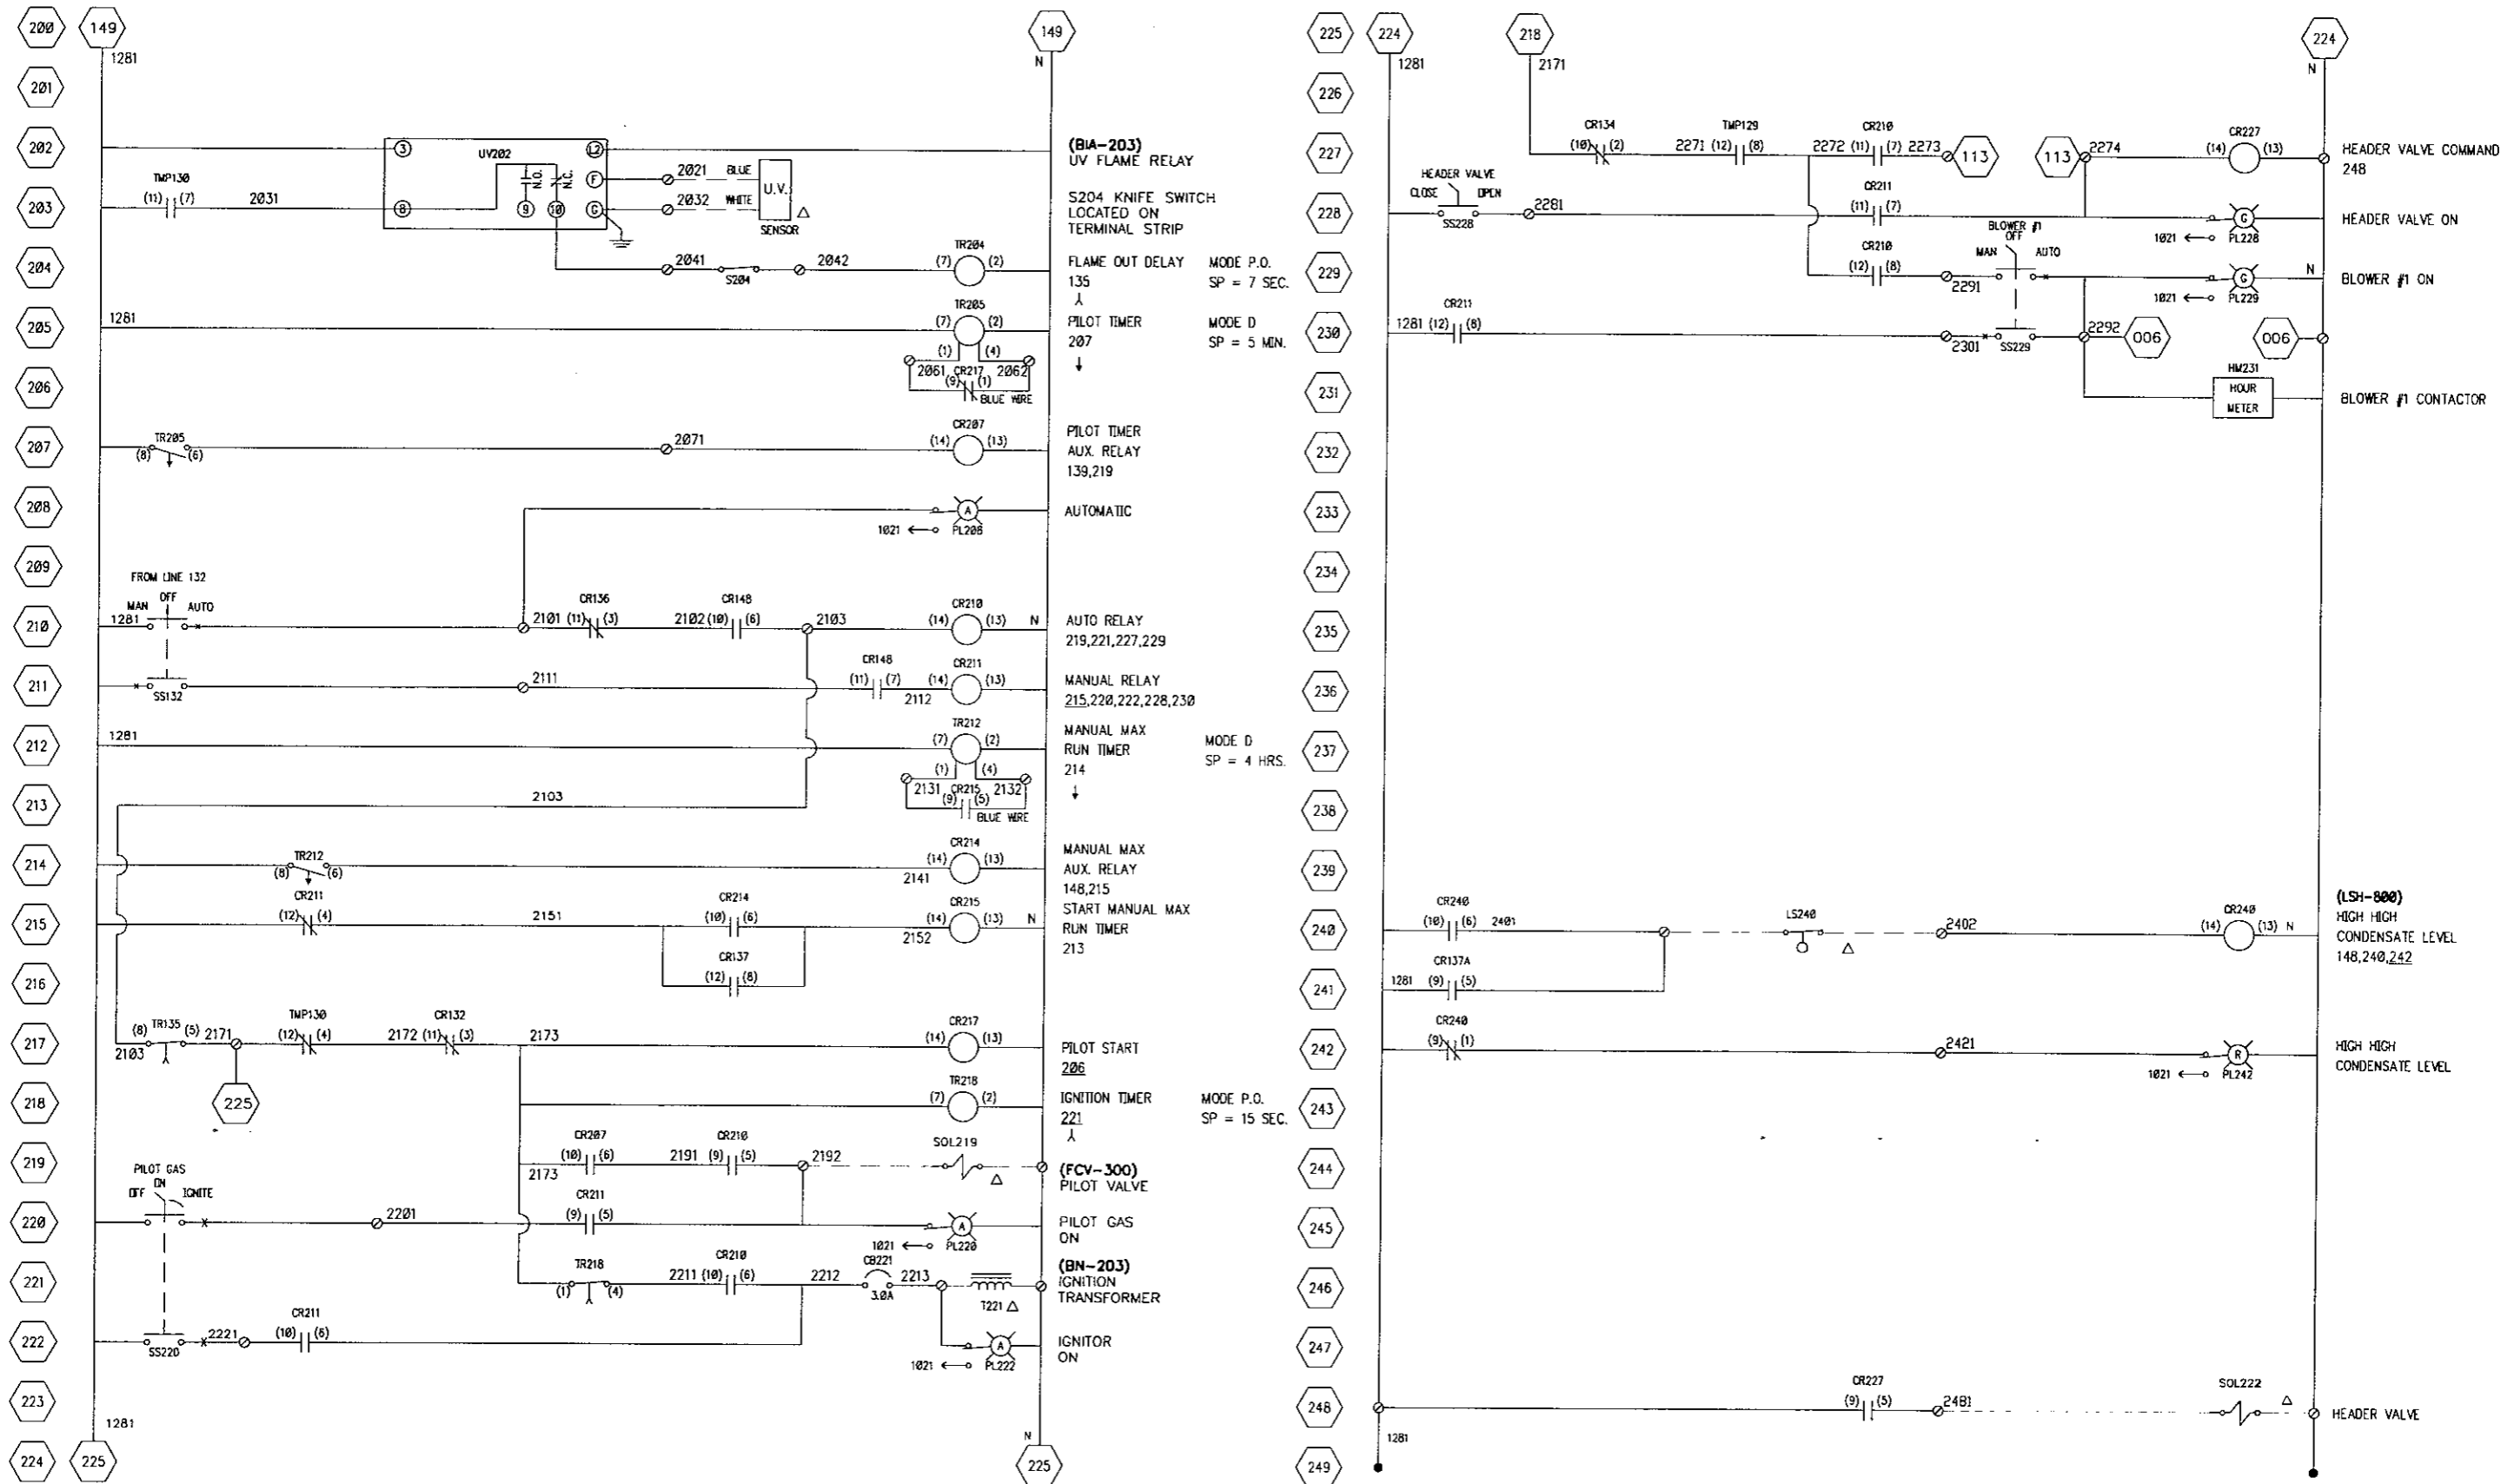 200 149 149 225 224 218 224
1281 N 1281 2171 N
201 226
202 3 UV202 L2 (BIA-203) 227 CR134 TMP129 CR210 CR227
UV FLAME RELAY
N.O. N.C. F 2021 BLUE U.V.
(10) (2) 2271 (12) (8) 2272 (11) (7) 2273 113 113 2274 (14) (13) HEADER VALVE COMMAND
248
TMP130
203 (11) (7) 2031 8 9 10 G 2032 WHITE
SENSOR
S204 KNIFE SWITCH
LOCATED ON
TERMINAL STRIP
228 HEADER VALVE
CLOSE OPEN
SS228 2281 CR211 (11) (7) G HEADER VALVE ON
1021 PL228
204 2041 S204 2042 TR204 (7) (2) FLAME OUT DELAY MODE P.O.
135 SP = 7 SEC.
229 CR210 (12) (8) 2291 BLOWER #1
OFF
MAN AUTO G N BLOWER #1 ON
1021 PL229
205 1281 TR205 (7) (2) PILOT TIMER MODE D
207 SP = 5 MIN.
(1) (4)
230 CR211
1281 (12) (8) 2301 SS229 2292 006 006
206 2061 CR217 2062
(9) (1)
BLUE WIRE
231 HM231
HOUR
METER
BLOWER #1 CONTACTOR
207 TR205 (8) (6) 2071 CR207 (14) (13) PILOT TIMER
AUX. RELAY
139,219
232
208 A AUTOMATIC
1021 PL208
233
209 FROM LINE 132
234
210 1281 MAN OFF AUTO 2101 CR136 (11) (3) 2102 CR148 (10) (6) 2103 CR210 (14) (13) N AUTO RELAY
219,221,227,229
235
211 SS132 2111 CR148 (11) (7) 2112 CR211 (14) (13) MANUAL RELAY
215,220,222,228,230
236
212 1281 TR212 (7) (2) MANUAL MAX
RUN TIMER
214
MODE D
SP = 4 HRS.
(1) (4)
237
213 2103 2131 CR215 2132
(9) (5)
BLUE WIRE
238
214 TR212 (8) (6) 2141 CR214 (14) (13) MANUAL MAX
AUX. RELAY
148,215
239
215 CR211 (12) (4) 2151 CR214 (10) (6) 2152 CR215 (14) (13) N START MANUAL MAX
RUN TIMER
213
240 CR240 (10) (6) 2401 LS240 2402 CR240 (14) (13) N (LSH-800)
HIGH HIGH
CONDENSATE LEVEL
148,240,242
216 CR137 (12) (8)
241 1281 CR137A (9) (5)
217 2103 (8) TR135 (5) 2171 TMP130 (12) (4) 2172 CR132 (11) (3) 2173 CR217 (14) (13) PILOT START
206
242 CR240 (9) (1) 2421 R HIGH HIGH
CONDENSATE LEVEL
1021 PL242
218 225 TR218 (7) (2) IGNITION TIMER MODE P.O.
221 SP = 15 SEC.
243
219 2173 CR207 (10) (6) 2191 CR210 (9) (5) 2192 SOL219 (FCV-300)
PILOT VALVE
244
PILOT GAS
OFF ON IGNITE
220 2201 CR211 (9) (5) A PILOT GAS
ON
1021 PL220
245
221 TR218 (1) (4) 2211 CR210 (10) (6) 2212 CB221 3.0A 2213 T221 (BN-203)
IGNITION
TRANSFORMER
246
222 SS220 2221 CR211 (10) (6) A IGNITOR
ON
1021 PL222
247
223 1281
248 CR227 (9) (5) 2481 SOL222 HEADER VALVE
224 225 N 225
249 1281